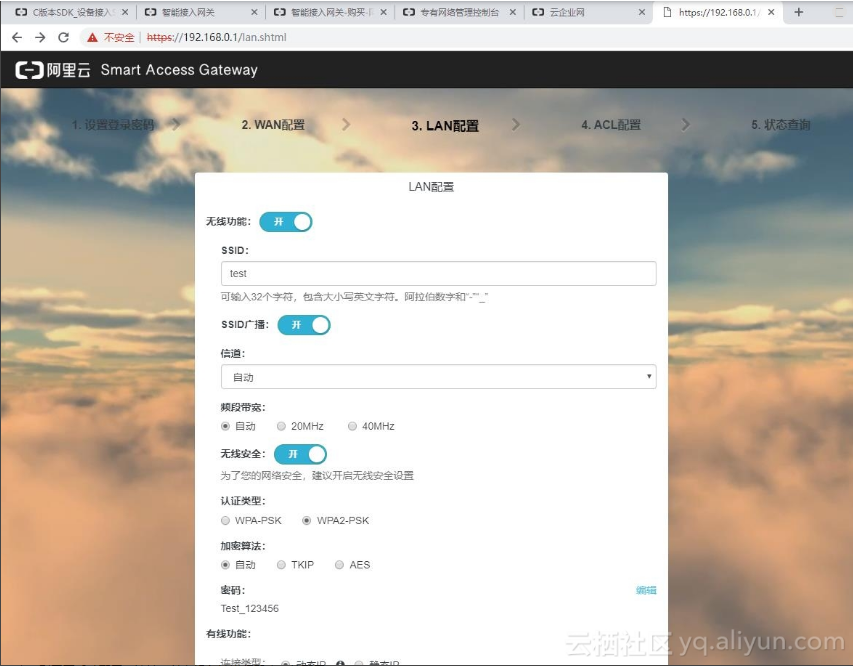 C版本SDK_设备接入
智能接入网关
智能接入网关-购买
专有网络管理控制台
云企业网
https://192.168.0.1/
不安全 https://192.168.0.1/lan.shtml
阿里云 Smart Access Gateway
1. 设置登录密码
2. WAN配置
3. LAN配置
4. ACL配置
5. 状态查询
LAN配置
无线功能： 开
SSID：
test
可输入32个字符，包含大小写英文字符。阿拉伯数字和"-""_"
SSID广播： 开
信道：
自动
频段带宽：
自动 20MHz 40MHz
无线安全： 开
为了您的网络安全，建议开启无线安全设置
认证类型：
WPA-PSK WPA2-PSK
加密算法：
自动 TKIP AES
密码： 编辑
Test_123456
有线功能：
连接类型： 动态IP 静态IP
云栖社区 yq.aliyun.com